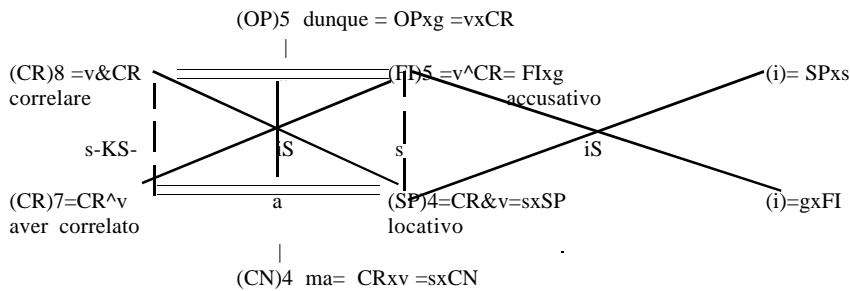 (OP)5 dunque = OPxg =vxCR
|
(CR)8 =v&CR (FI)5 =v^CR= FIxg (i)= SPxs
correlare accusativo
s-KS- iS s iS
(CR)7=CR^v a (SP)4=CR&v=sxSP (i)=gxFI
aver correlato locativo
|
(CN)4 ma= CRxv =sxCN